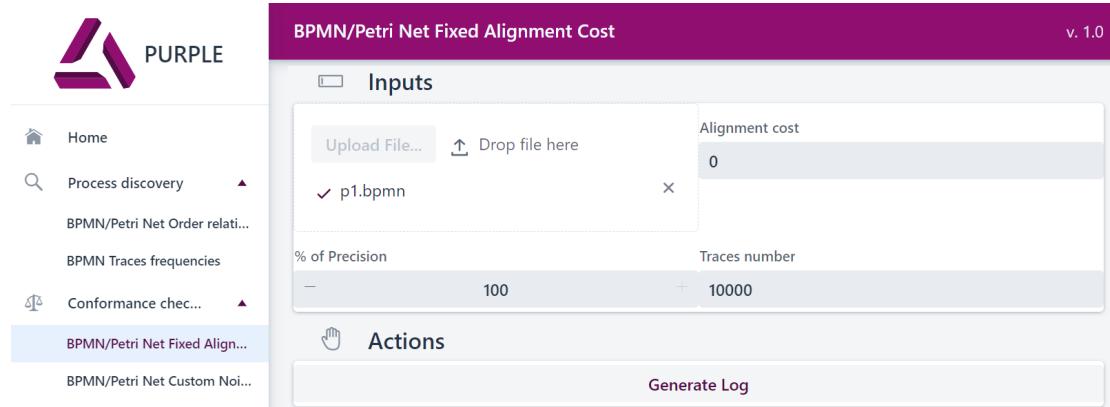 PURPLE
Home
Process discovery
BPMN/Petri Net Order relati...
BPMN Traces frequencies
Conformance chec...
BPMN/Petri Net Fixed Align...
BPMN/Petri Net Custom Noi...
BPMN/Petri Net Fixed Alignment Cost
v. 1.0
Inputs
Upload File...
Drop file here
p1.bpmn
Alignment cost
0
% of Precision
100
Traces number
10000
Actions
Generate Log